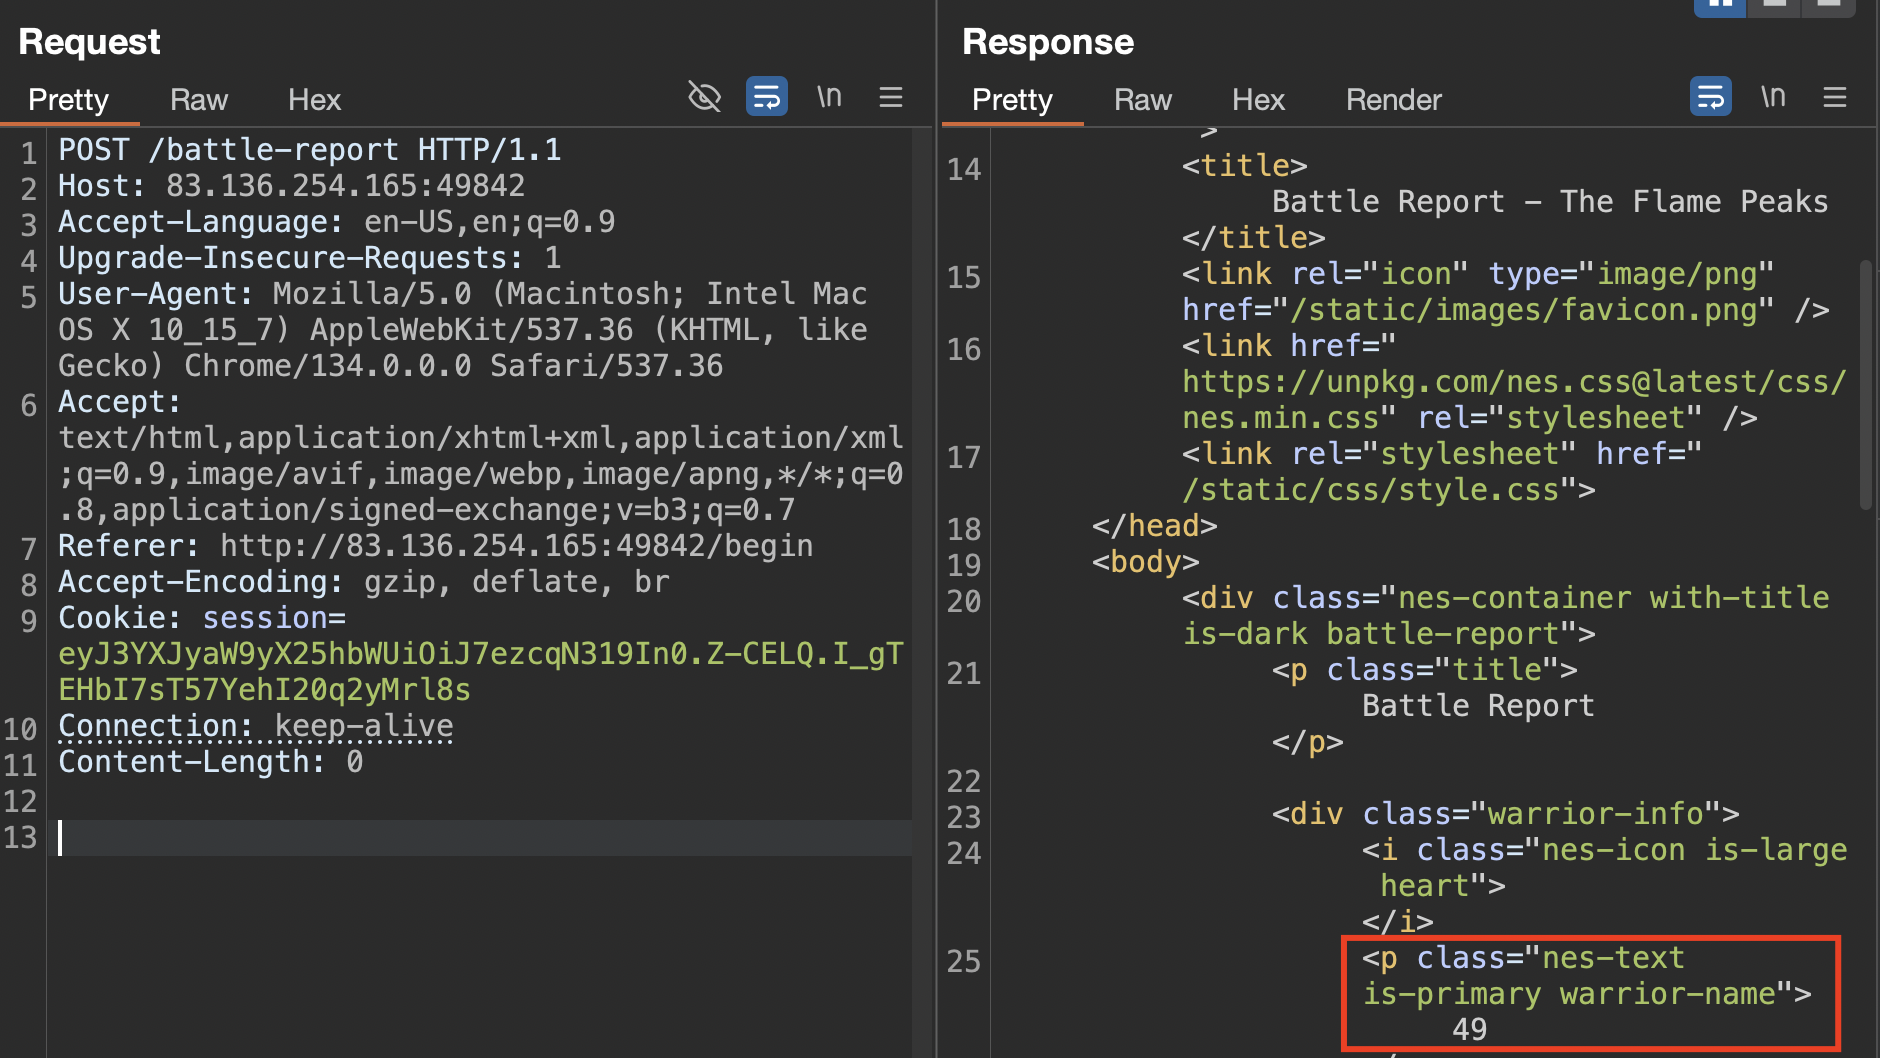 Request
Pretty Raw Hex \n
1 POST /battle-report HTTP/1.1
2 Host: 83.136.254.165:49842
3 Accept-Language: en-US,en;q=0.9
4 Upgrade-Insecure-Requests: 1
5 User-Agent: Mozilla/5.0 (Macintosh; Intel Mac
OS X 10_15_7) AppleWebKit/537.36 (KHTML, like
Gecko) Chrome/134.0.0.0 Safari/537.36
6 Accept:
text/html,application/xhtml+xml,application/xml
;q=0.9,image/avif,image/webp,image/apng,*/*;q=0
.8,application/signed-exchange;v=b3;q=0.7
7 Referer: http://83.136.254.165:49842/begin
8 Accept-Encoding: gzip, deflate, br
9 Cookie: session=
eyJ3YXJyaW9yX25hbWUiOiJ7ezcqN319In0.Z-CELQ.I_gT
EHbI7sT57YehI20q2yMrl8s
10 Connection: keep-alive
11 Content-Length: 0
12
13
Response
Pretty Raw Hex Render \n
>
14 <title>
Battle Report - The Flame Peaks
</title>
15 <link rel="icon" type="image/png"
href="/static/images/favicon.png" />
16 <link href="
https://unpkg.com/nes.css@latest/css/
nes.min.css" rel="stylesheet" />
17 <link rel="stylesheet" href="
/static/css/style.css">
18 </head>
19 <body>
20 <div class="nes-container with-title
is-dark battle-report">
21 <p class="title">
Battle Report
</p>
22
23 <div class="warrior-info">
24 <i class="nes-icon is-large
heart">
</i>
25 <p class="nes-text
is-primary warrior-name">
49